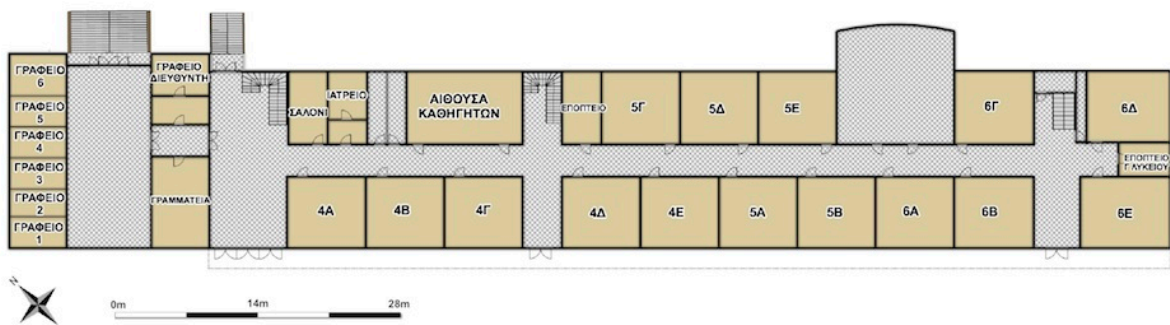 ΓΡΑΦΕΙΟ
6
ΓΡΑΦΕΙΟ
5
ΓΡΑΦΕΙΟ
4
ΓΡΑΦΕΙΟ
3
ΓΡΑΦΕΙΟ
2
ΓΡΑΦΕΙΟ
1
ΓΡΑΦΕΙΟ
ΔΙΕΥΘΥΝΤΗ
ΓΡΑΜΜΑΤΕΙΑ
ΣΑΛΟΝΙ
ΙΑΤΡΕΙΟ
ΑΙΘΟΥΣΑ
ΚΑΘΗΓΗΤΩΝ
ΕΠΟΠΤΕΙΟ
5Γ
5Δ
5Ε
6Γ
6Δ
ΕΠΟΠΤΕΙΟ
Γ ΛΥΚΕΙΟΥ
4Α
4Β
4Γ
4Δ
4Ε
5Α
5Β
6Α
6Β
6Ε
N
0m
14m
28m